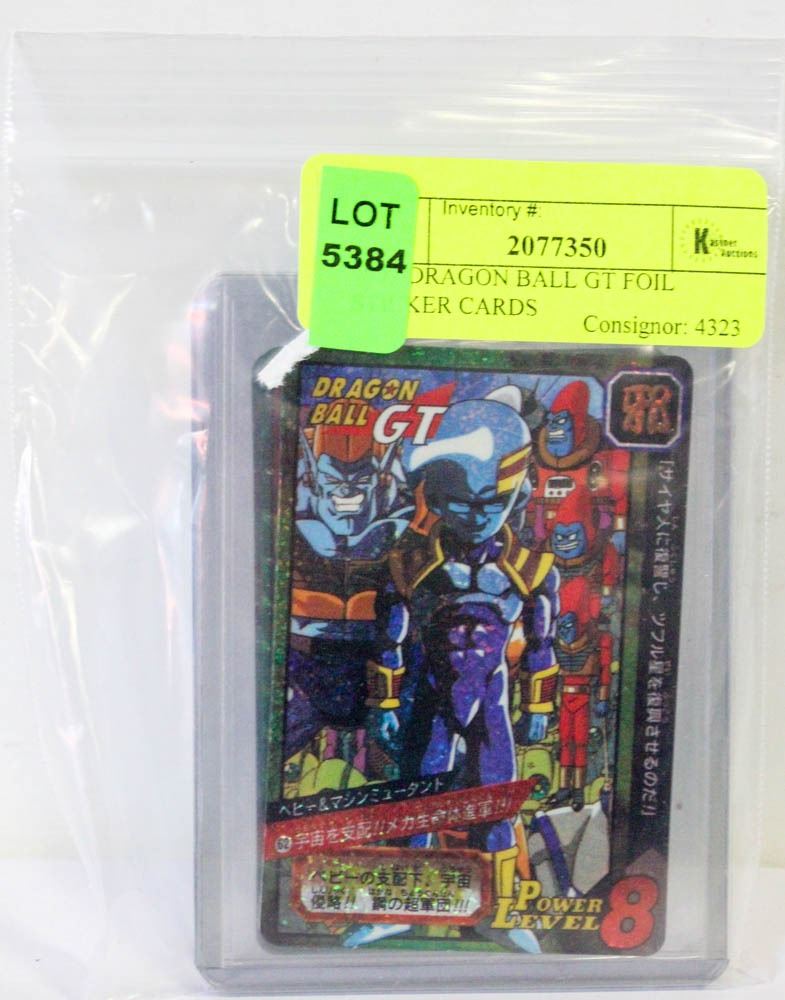 LOT
5384
Inventory #:
2077350
Kastner
Auctions
DRAGON BALL GT FOIL
KER CARDS
Consignor: 4323
DRAGON
BALL
GT
邪
「サイヤ人に復讐し、ツフル星を復興させるのだ!」
ベビー&マシンミュータント
62 宇宙を支配!!メカ生命体進軍!!!
ベビーの支配下、宇宙
侵略!! 鋼の超軍団!!!
POWER
LEVEL 8